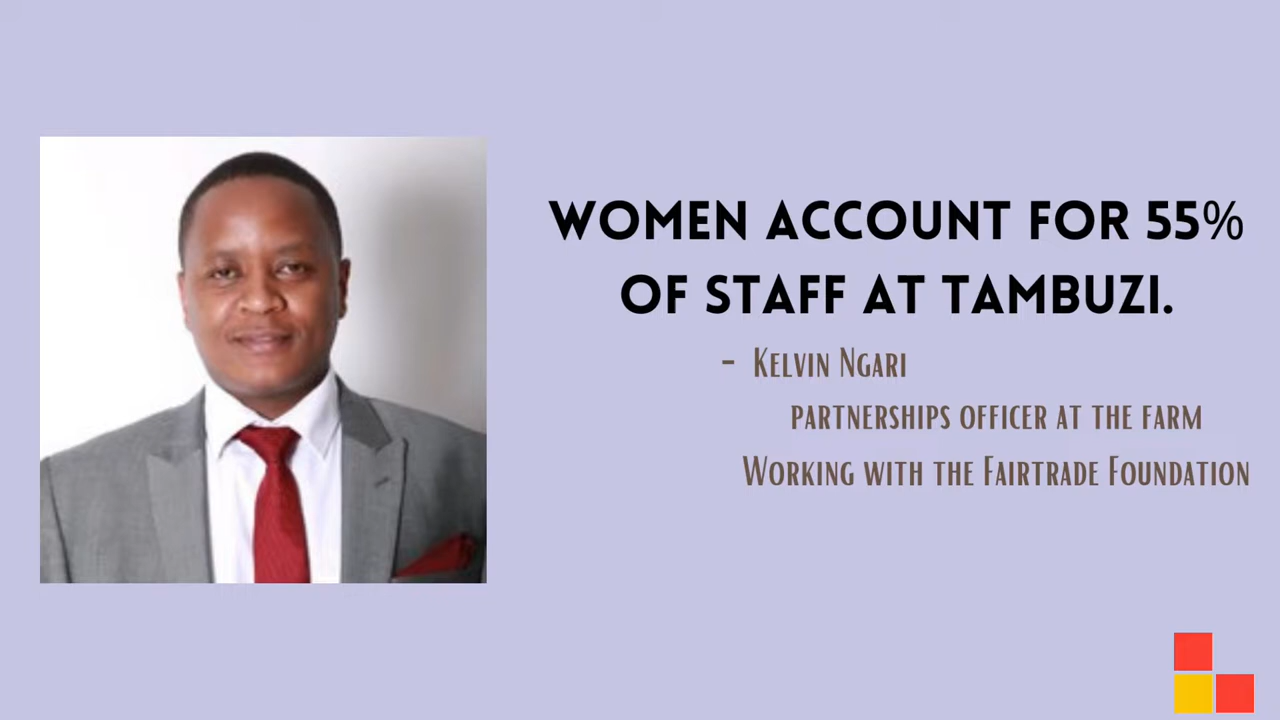 WOMEN ACCOUNT FOR 55%
OF STAFF AT TAMBUZI.
- KELVIN NGARI
PARTNERSHIPS OFFICER AT THE FARM
WORKING WITH THE FAIRTRADE FOUNDATION